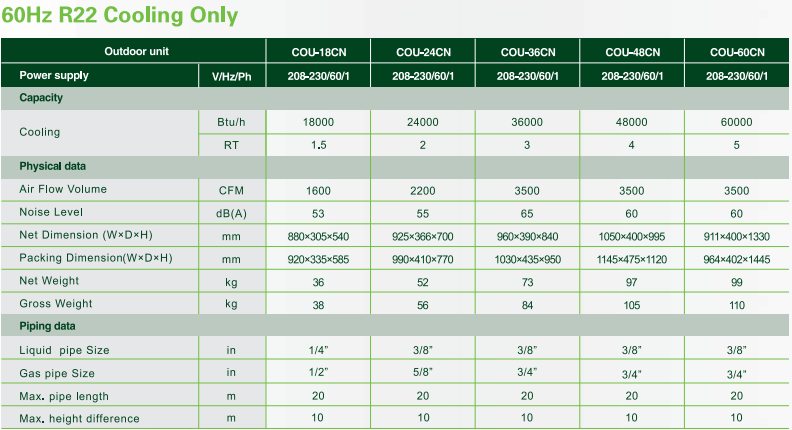 60Hz R22 Cooling Only
Outdoor unit COU-18CN COU-24CN COU-36CN COU-48CN COU-60CN
Power supply V/Hz/Ph 208-230/60/1 208-230/60/1 208-230/60/1 208-230/60/1 208-230/60/1
Capacity
Cooling Btu/h 18000 24000 36000 48000 60000
RT 1.5 2 3 4 5
Physical data
Air Flow Volume CFM 1600 2200 3500 3500 3500
Noise Level dB(A) 53 55 65 60 60
Net Dimension (W×D×H) mm 880×305×540 925×366×700 960×390×840 1050×400×995 911×400×1330
Packing Dimension(W×D×H) mm 920×335×585 990×410×770 1030×435×950 1145×475×1120 964×402×1445
Net Weight kg 36 52 73 97 99
Gross Weight kg 38 56 84 105 110
Piping data
Liquid pipe Size in 1/4” 3/8” 3/8” 3/8” 3/8”
Gas pipe Size in 1/2” 5/8” 3/4” 3/4” 3/4”
Max. pipe length m 20 20 20 20 20
Max. height difference m 10 10 10 10 10